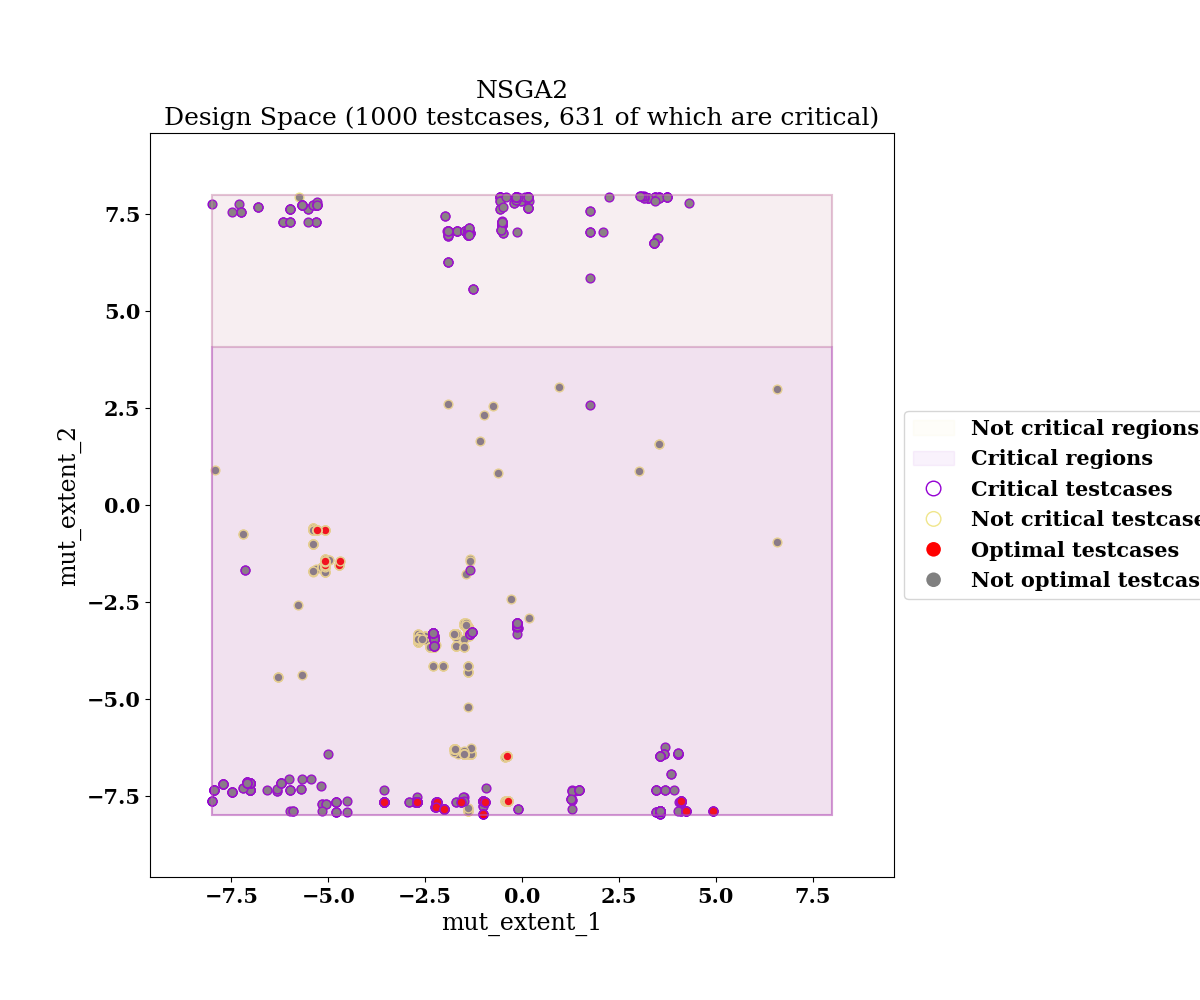 NSGA2
Design Space (1000 testcases, 631 of which are critical)
7.5
5.0
2.5
0.0
−2.5
−5.0
−7.5
mut_extent_2
−7.5 −5.0 −2.5 0.0 2.5 5.0 7.5
mut_extent_1
Not critical regions
Critical regions
Critical testcases
Not critical testcase
Optimal testcases
Not optimal testcas